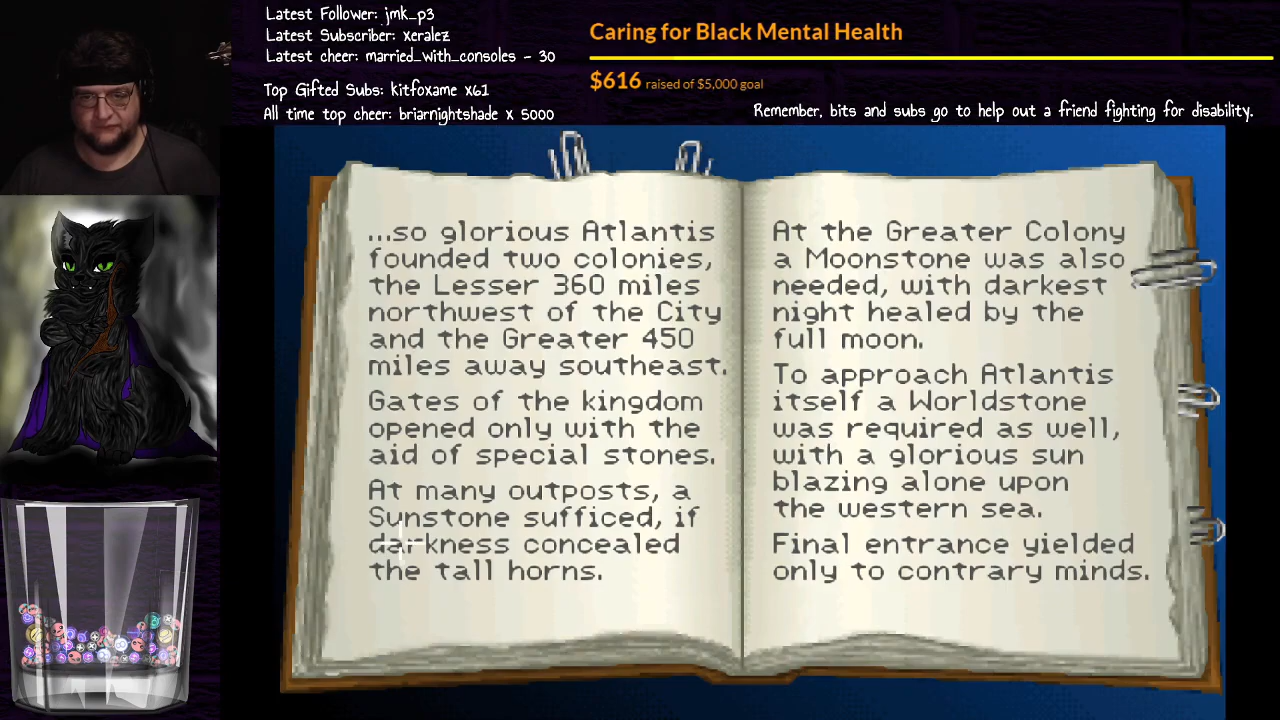 Latest Follower: jmk_p3
Latest Subscriber: xeralez
Latest cheer: married_with_consoles - 30
Top Gifted Subs: kitfoxame x61
All time top cheer: briarnightshade x 5000
Caring for Black Mental Health
$616 raised of $5,000 goal
Remember, bits and subs go to help out a friend fighting for disability.
...so glorious Atlantis
founded two colonies,
the Lesser 360 miles
northwest of the City
and the Greater 450
miles away southeast.
Gates of the kingdom
opened only with the
aid of special stones.
At many outposts, a
Sunstone sufficed, if
darkness concealed
the tall horns.
At the Greater Colony
a Moonstone was also
needed, with darkest
night healed by the
full moon.
To approach Atlantis
itself a Worldstone
was required as well,
with a glorious sun
blazing alone upon
the western sea.
Final entrance yielded
only to contrary minds.